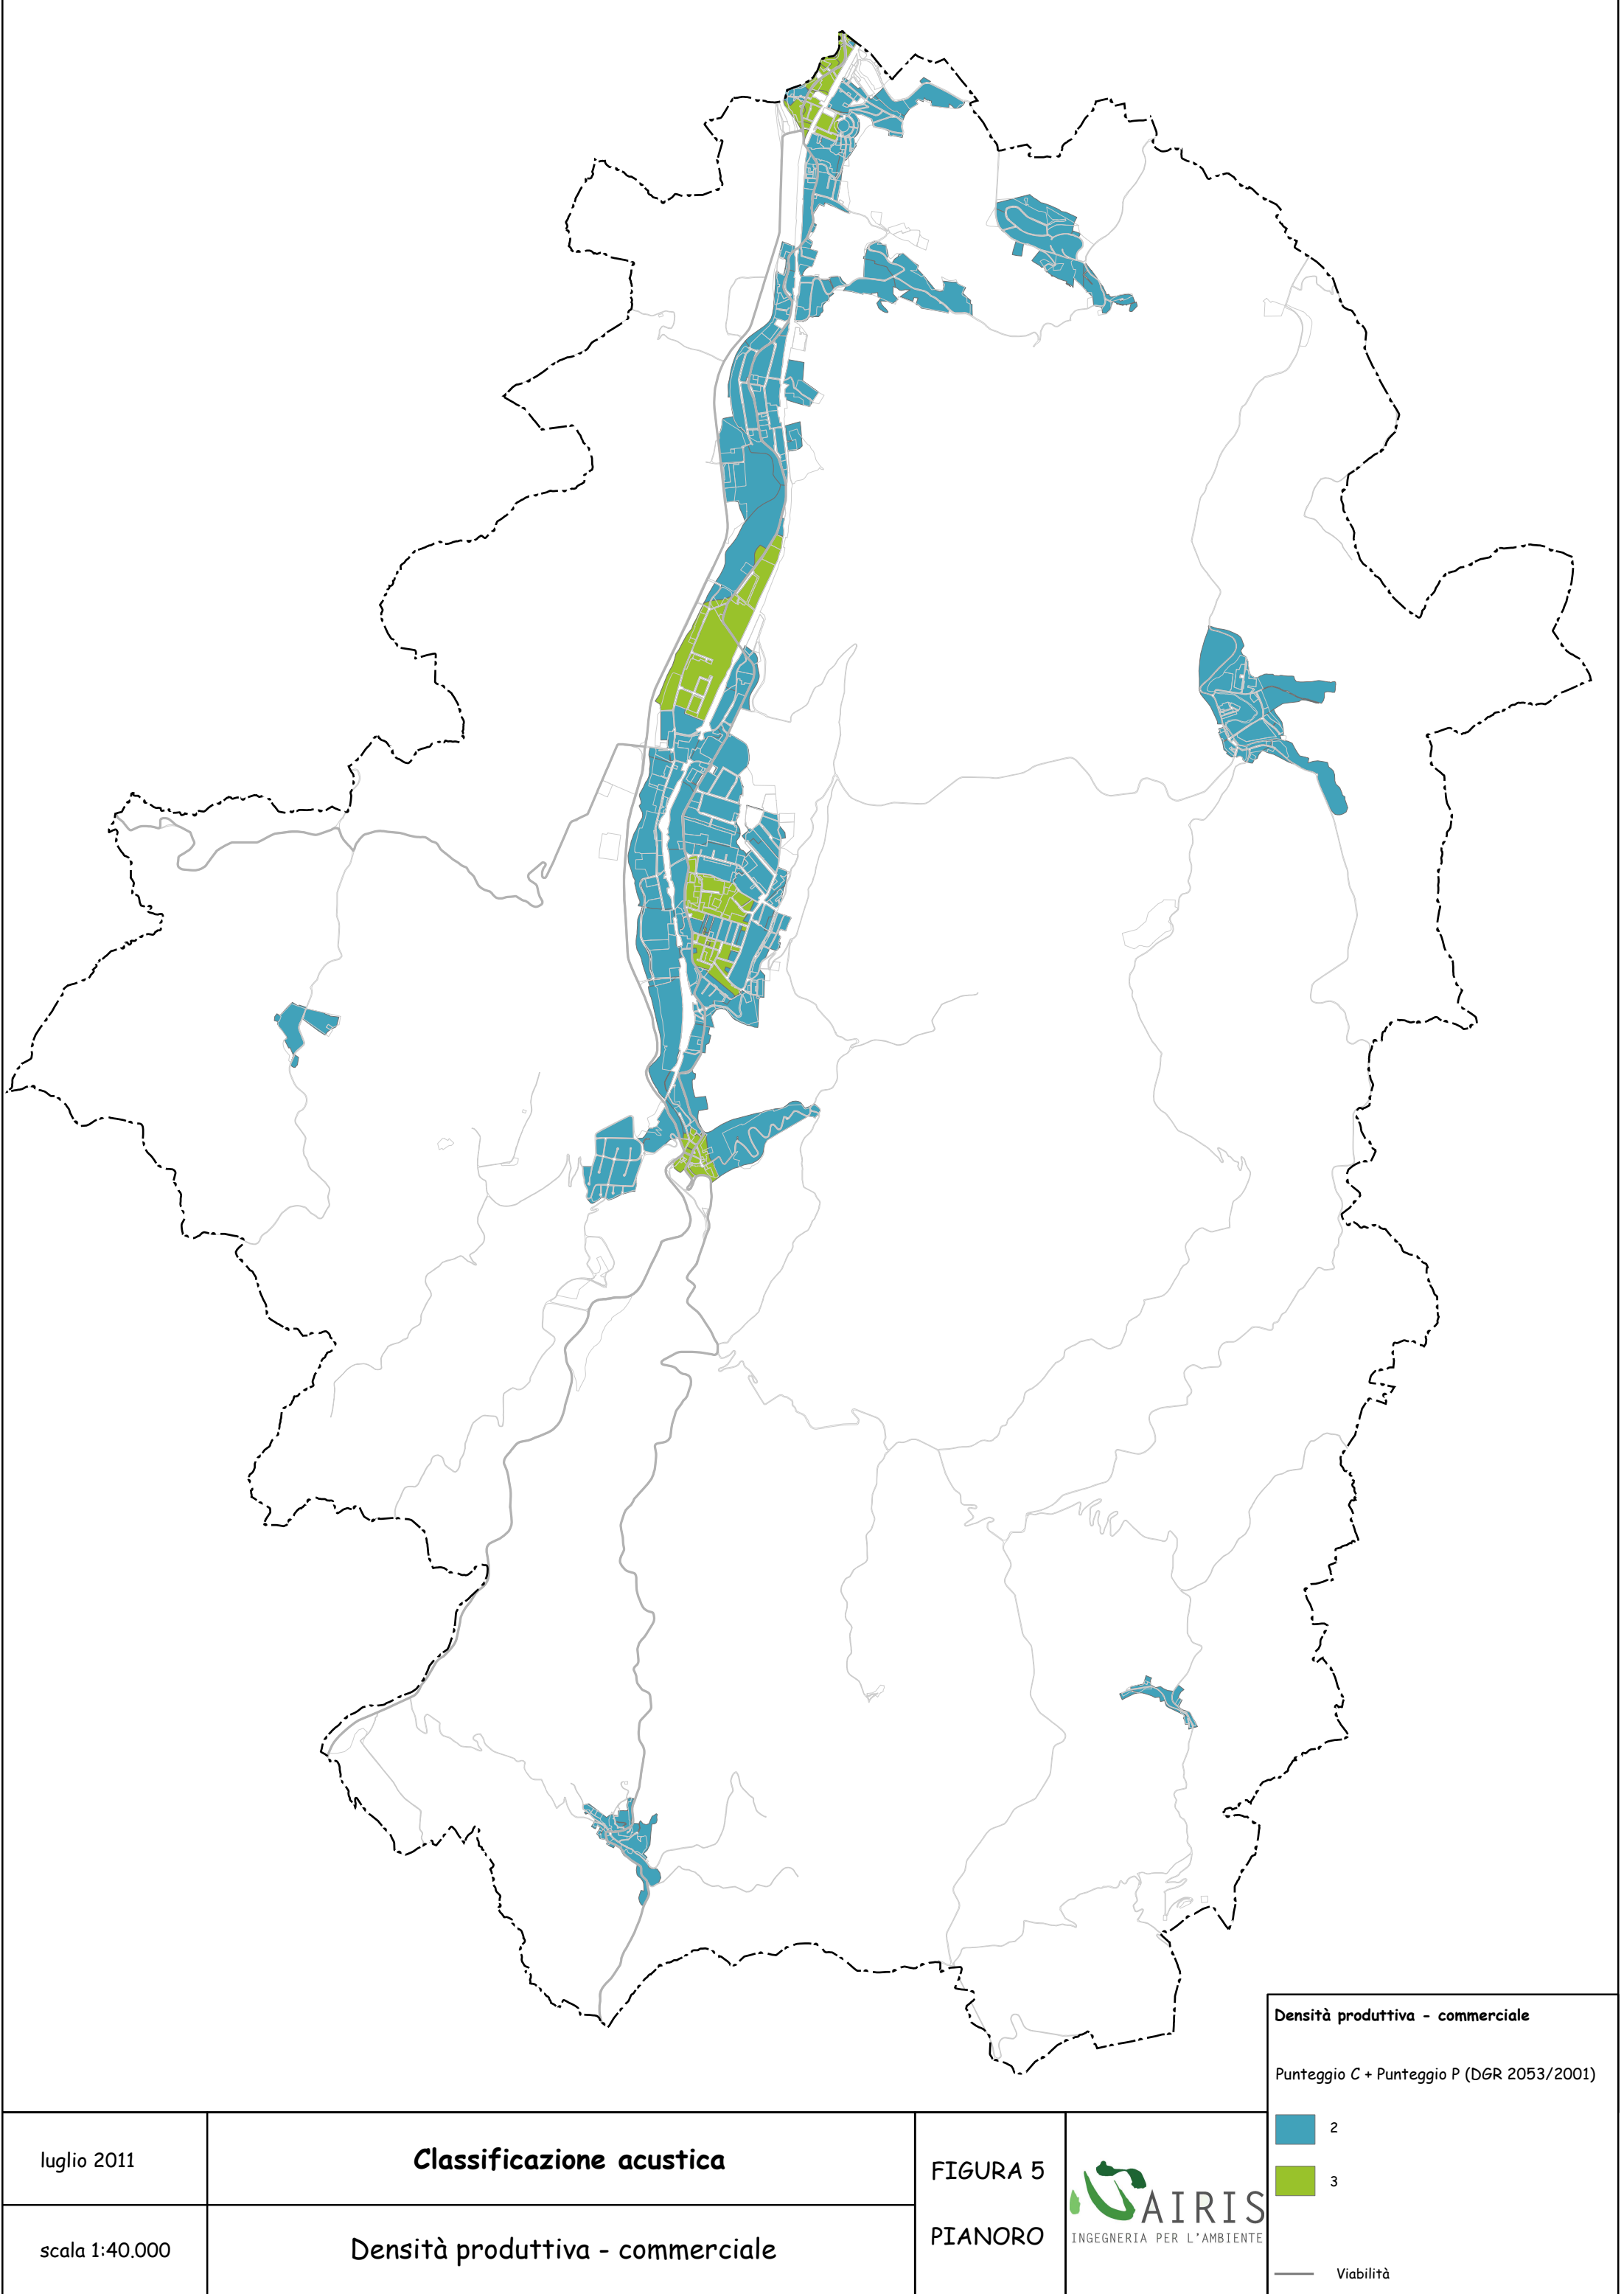 Densità produttiva - commerciale
Punteggio C + Punteggio P (DGR 2053/2001)
2
3
Viabilità
luglio 2011
Classificazione acustica
scala 1:40.000
Densità produttiva - commerciale
FIGURA 5
PIANORO
AIRIS
INGEGNERIA PER L'AMBIENTE